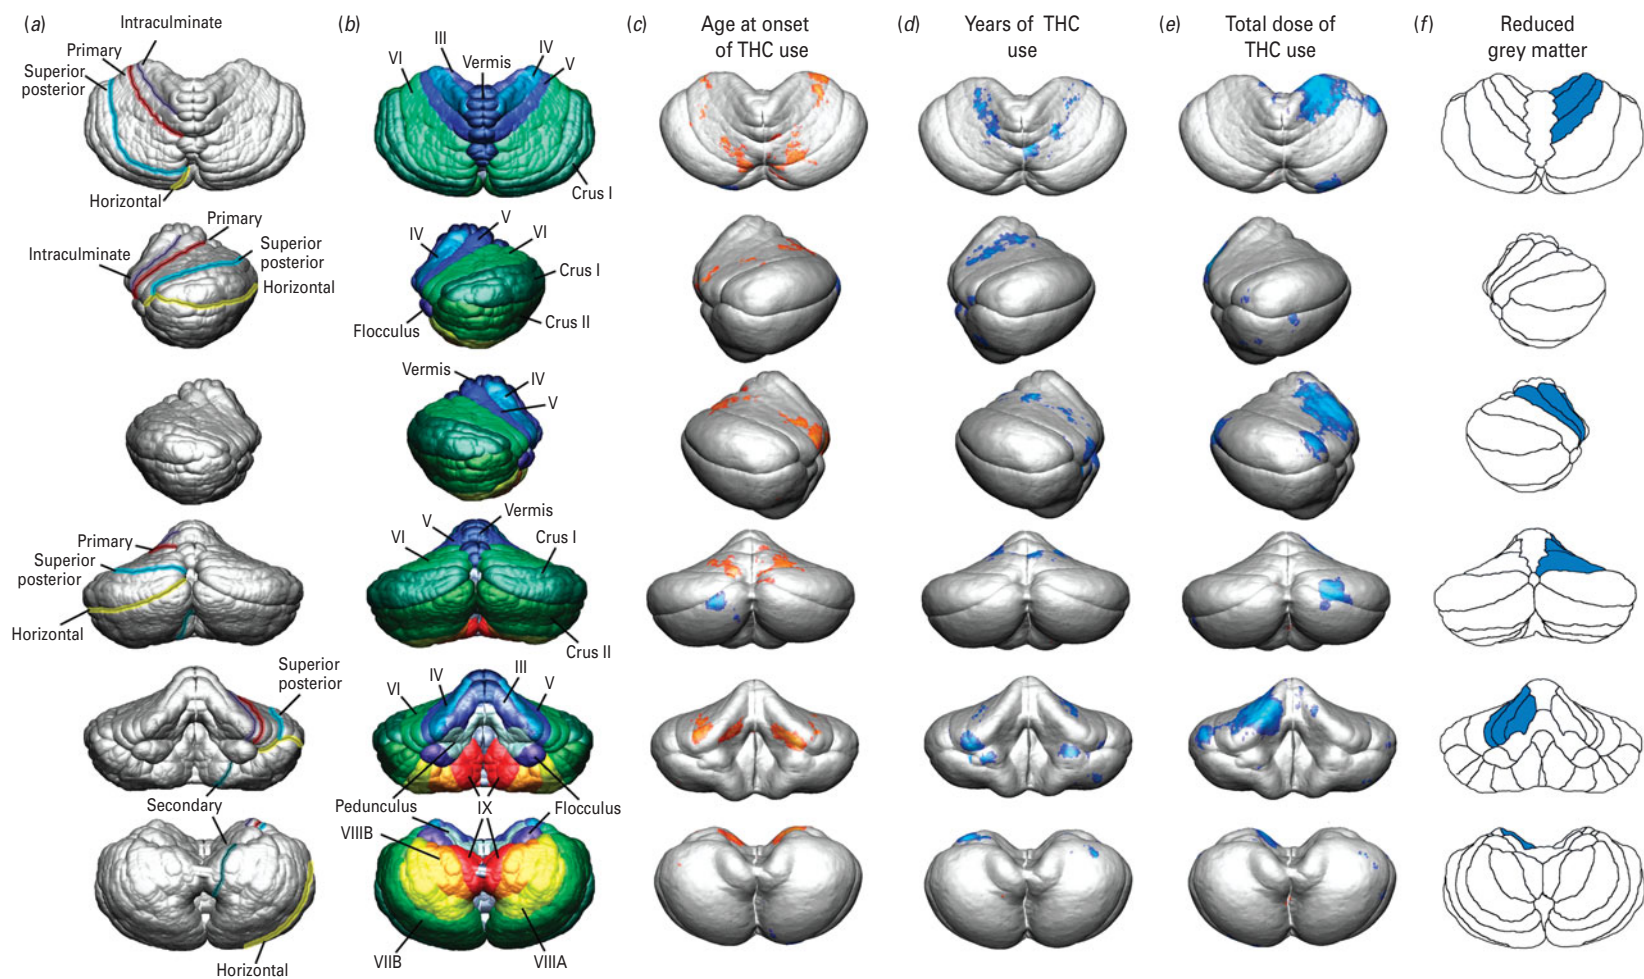 (a)
(b)
(c) Age at onset
of THC use
(d) Years of THC
use
(e) Total dose of
THC use
(f) Reduced
grey matter
Intraculminate
Primary
Superior
posterior
Horizontal
VI
III
Vermis
IV
V
Crus I
Primary
Intraculminate
Superior
posterior
Horizontal
IV
V
VI
Crus I
Crus II
Flocculus
Vermis
IV
V
Primary
Superior
posterior
Horizontal
VI
V
Vermis
Crus I
Crus II
Superior
posterior
Secondary
VI
IV
III
V
Pedunculus
IX
Flocculus
VIIIB
VIIB
VIIIA
Horizontal